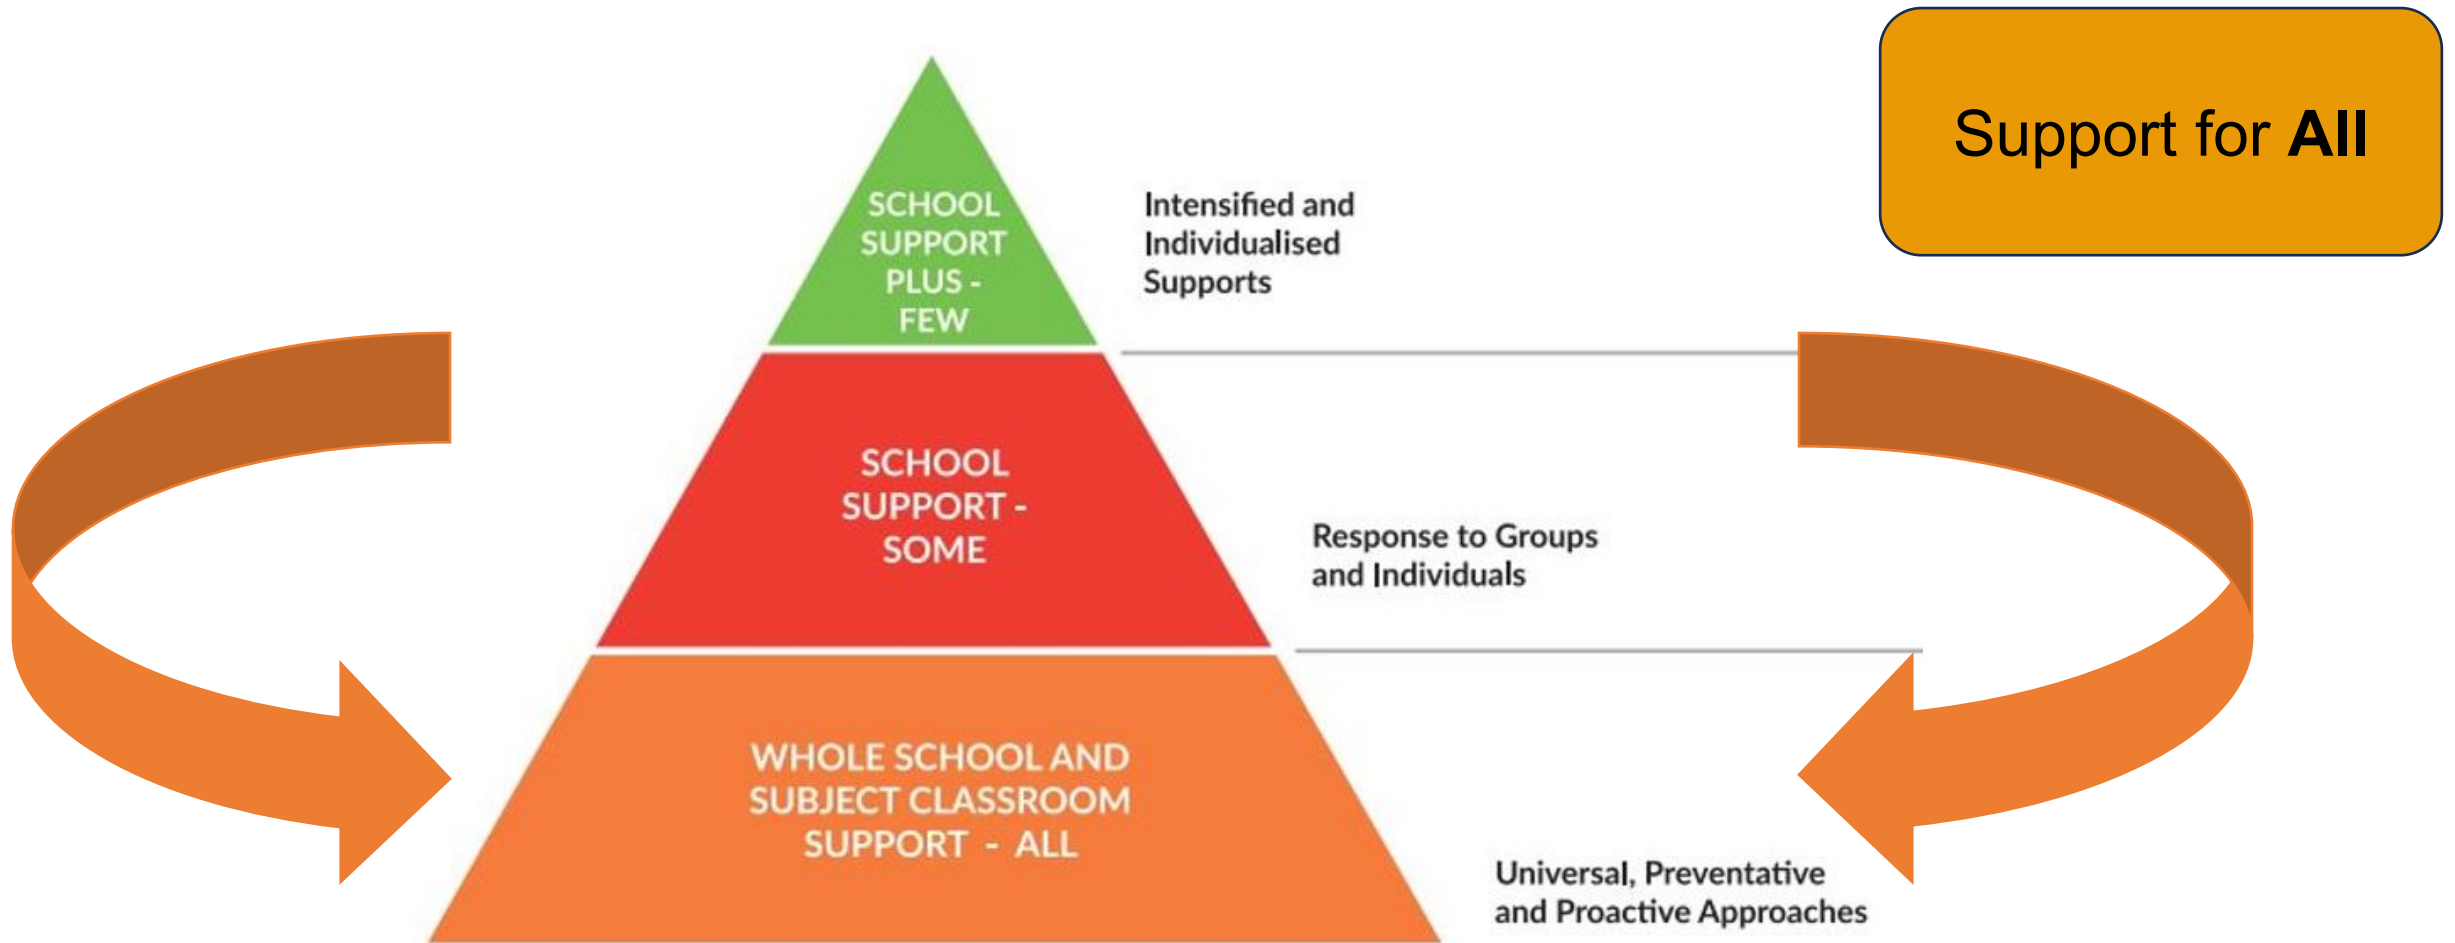 Support for All
SCHOOL
SUPPORT
PLUS -
FEW
Intensified and
Individualised
Supports
SCHOOL
SUPPORT -
SOME
Response to Groups
and Individuals
WHOLE SCHOOL AND
SUBJECT CLASSROOM
SUPPORT - ALL
Universal, Preventative
and Proactive Approaches